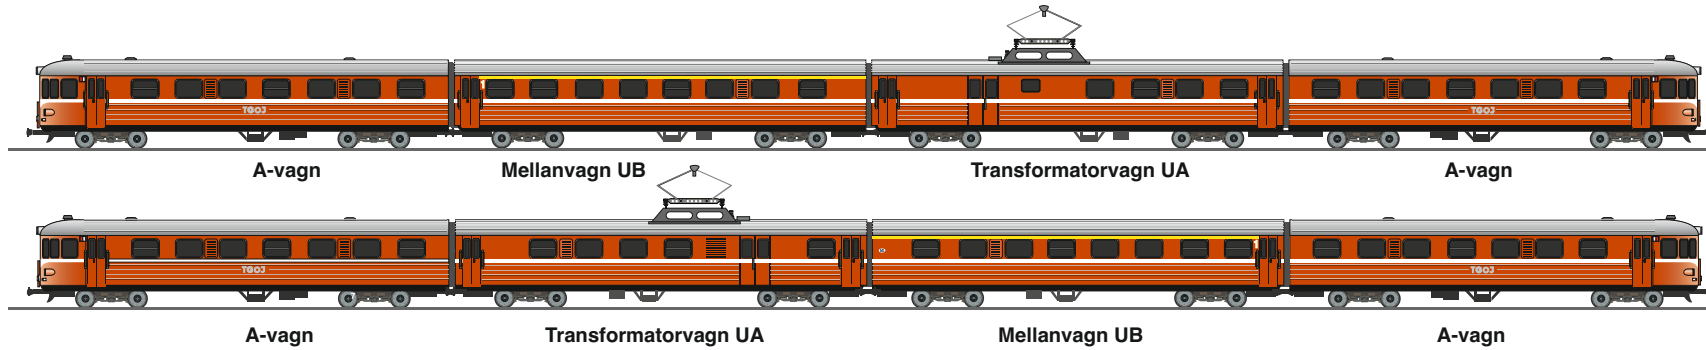 TGOJ TGOJ
A-vagn Mellanvagn UB Transformatorvagn UA A-vagn
TGOJ TGOJ
A-vagn Transformatorvagn UA Mellanvagn UB A-vagn